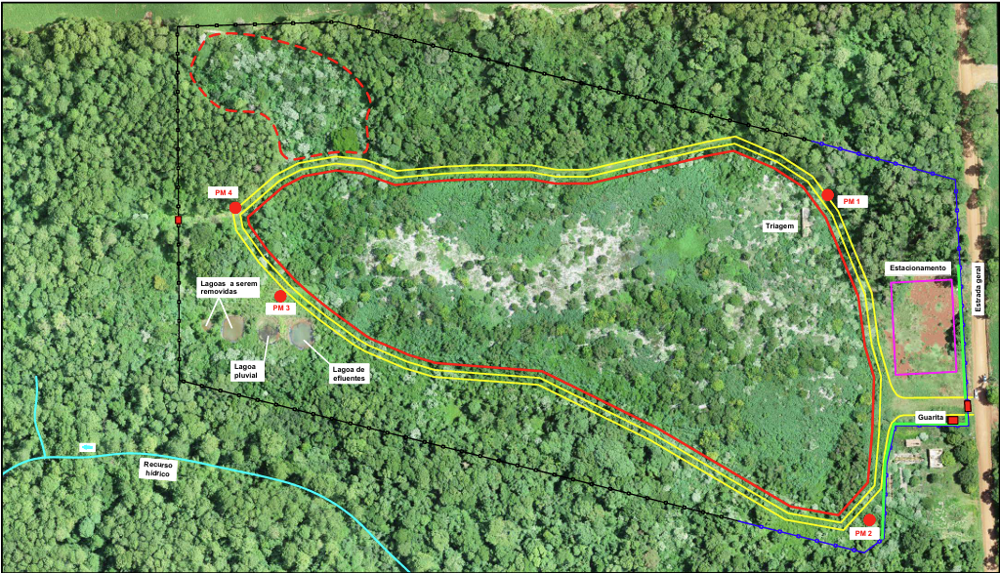 PM 4
PM 1
Triagem
Estacionamento
Estrada geral
Lagoas a serem
removidas
PM 3
Lagoa
pluvial
Lagoa de
efluentes
Guarita
Recurso
hídrico
PM 2